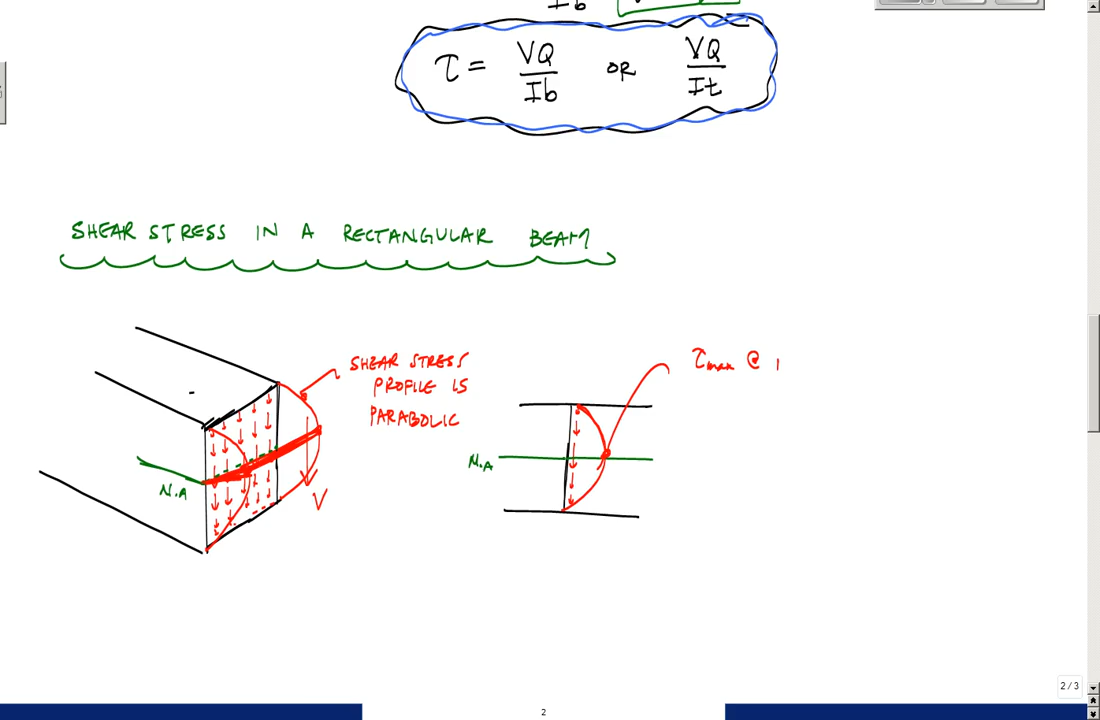 Ib
τ = VQ/Ib OR VQ/It
SHEAR STRESS IN A RECTANGULAR BEAM
SHEAR STRESS
PROFILE IS
PARABOLIC
τmax @
N.A
N.A
V
2 / 3
2